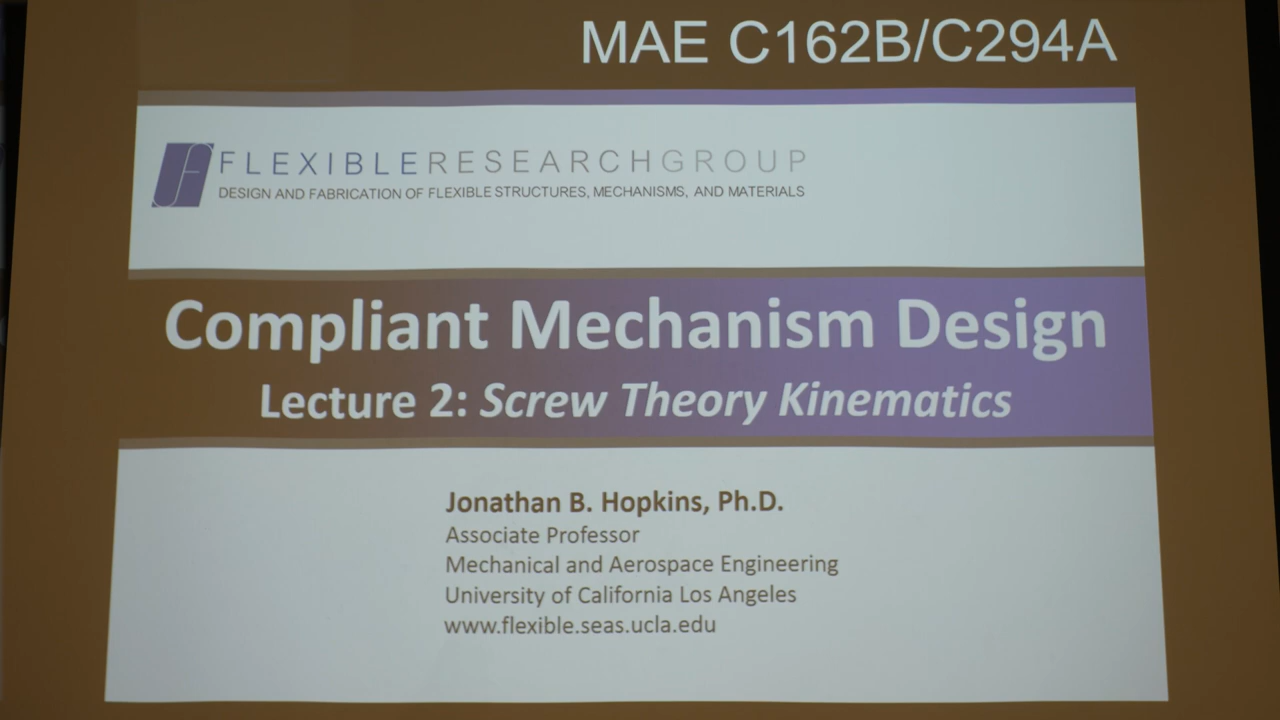 MAE C162B/C294A
FLEXIBLERESEARCHGROUP
DESIGN AND FABRICATION OF FLEXIBLE STRUCTURES, MECHANISMS, AND MATERIALS
Compliant Mechanism Design
Lecture 2: Screw Theory Kinematics
Jonathan B. Hopkins, Ph.D.
Associate Professor
Mechanical and Aerospace Engineering
University of California Los Angeles
www.flexible.seas.ucla.edu